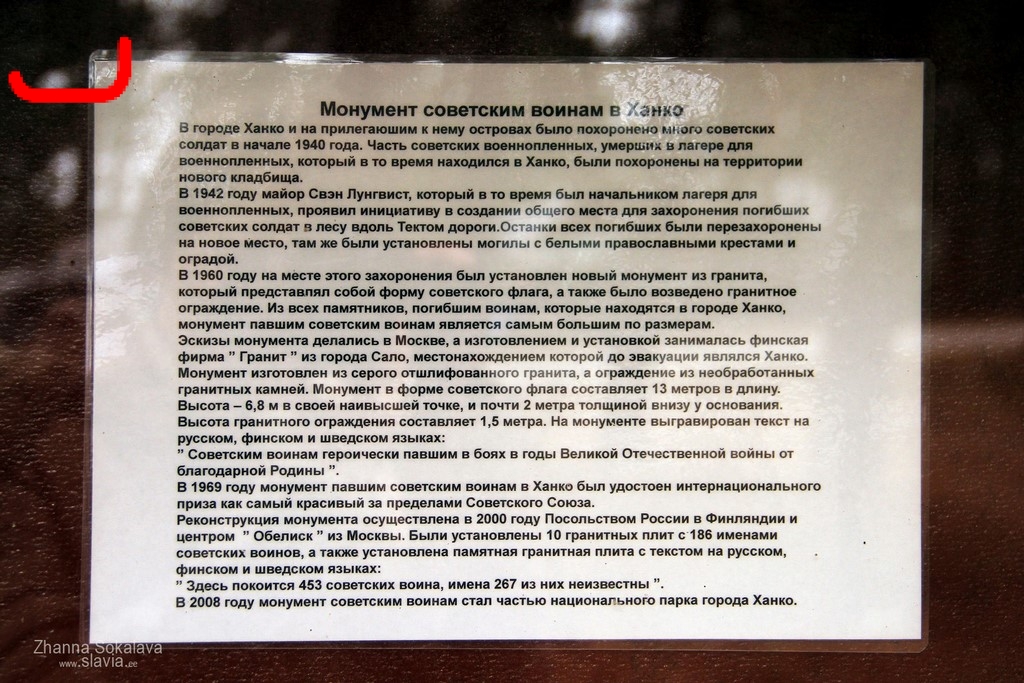 Монумент советским воинам в Ханко
В городе Ханко и на прилегаюшим к нему островах было похоронено много советских
солдат в начале 1940 года. Часть советских военнопленных, умерших в лагере для
военнопленных, который в то время находился в Ханко, были похоронены на территории
нового кладбища.
В 1942 году майор Свэн Лунгвист, который в то время был начальником лагеря для
военнопленных, проявил инициативу в создании общего места для захоронения погибших
советских солдат в лесу вдоль Тектом дороги.Останки всех погибших были перезахоронены
на новое место, там же были установлены могилы с белыми православными крестами и
оградой.
В 1960 году на месте этого захоронения был установлен новый монумент из гранита,
который представлял собой форму советского флага, а также было возведено гранитное
ограждение. Из всех памятников, погибшим воинам, которые находятся в городе Ханко,
монумент павшим советским воинам является самым большим по размерам.
Эскизы монумента делались в Москве, а изготовлением и установкой занималась финская
фирма ” Гранит ” из города Сало, местонахождением которой до эвакуации являлся Ханко.
Монумент изготовлен из серого отшлифованного гранита, а ограждение из необработанных
гранитных камней. Монумент в форме советского флага составляет 13 метров в длину.
Высота – 6,8 м в своей наивысшей точке, и почти 2 метра толщиной внизу у основания.
Высота гранитного ограждения составляет 1,5 метра. На монументе выгравирован текст на
русском, финском и шведском языках:
” Советским воинам героически павшим в боях в годы Великой Отечественной войны от
благодарной Родины ”.
В 1969 году монумент павшим советским воинам в Ханко был удостоен интернационального
приза как самый красивый за пределами Советского Союза.
Реконструкция монумента осуществлена в 2000 году Посольством России в Финляндии и
центром ” Обелиск ” из Москвы. Были установлены 10 гранитных плит с 186 именами
советских воинов, а также установлена памятная гранитная плита с текстом на русском,
финском и шведском языках:
” Здесь покоится 453 советских воина, имена 267 из них неизвестны ”.
В 2008 году монумент советским воинам стал частью национального парка города Ханко.
Zhanna Sokalava
www.slavia.ee